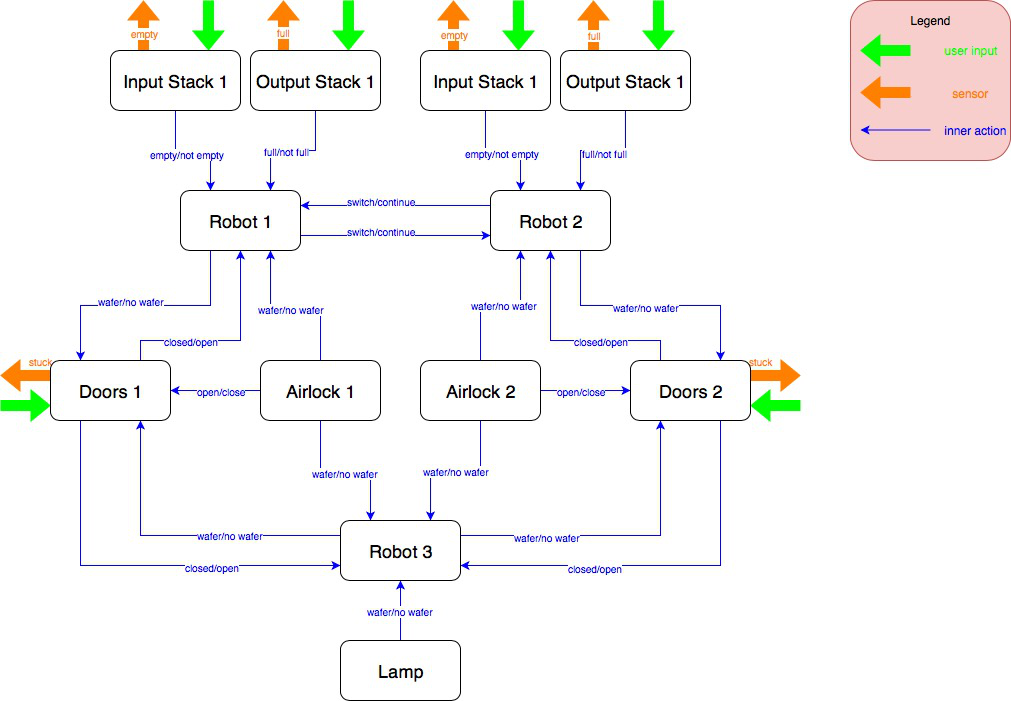 Legend
user input
sensor
inner action
empty
full
empty
full
Input Stack 1
Output Stack 1
Input Stack 1
Output Stack 1
empty/not empty
full/not full
empty/not empty
full/not full
Robot 1
switch/continue
switch/continue
Robot 2
wafer/no wafer
wafer/no wafer
wafer/no wafer
wafer/no wafer
closed/open
closed/open
stuck
stuck
Doors 1
open/close
Airlock 1
Airlock 2
open/close
Doors 2
wafer/no wafer
wafer/no wafer
wafer/no wafer
wafer/no wafer
Robot 3
closed/open
closed/open
wafer/no wafer
Lamp